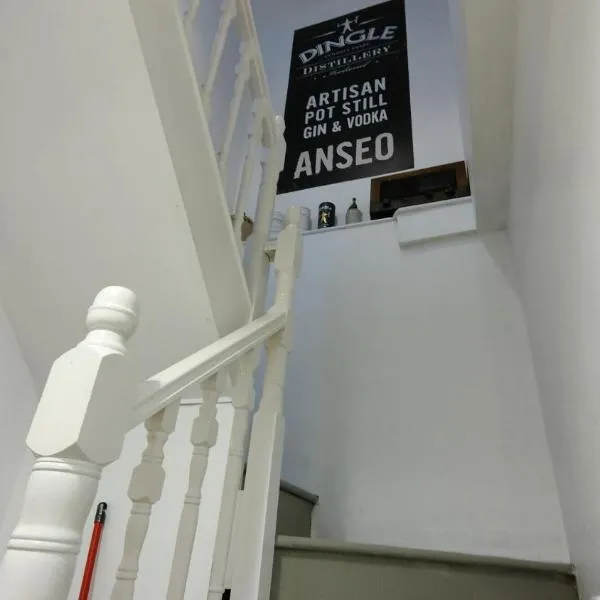 DINGLE
DISTILLERY
ARTISAN
POT STILL
GIN & VODKA
ANSEO